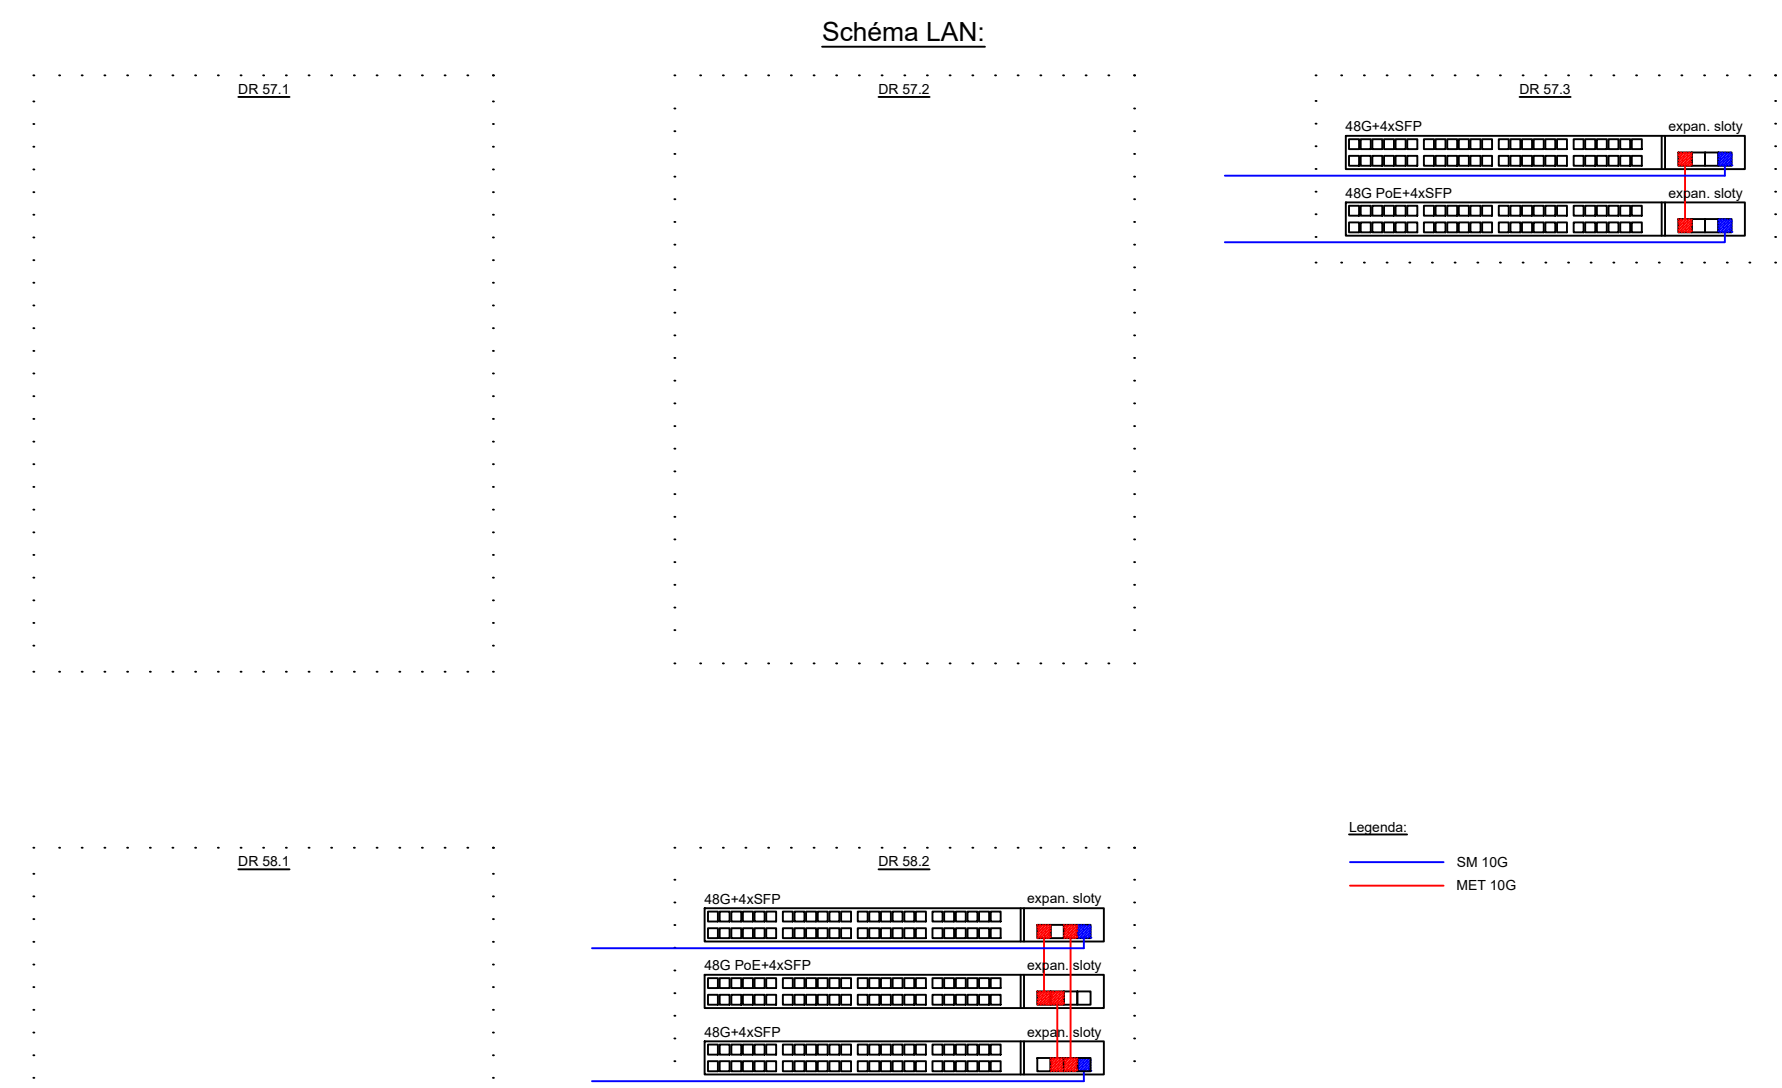 Schéma LAN:
DR 57.1
DR 57.2
DR 57.3
48G+4xSFP
expan. sloty
48G PoE+4xSFP
expan. sloty
Legenda:
SM 10G
MET 10G
DR 58.1
DR 58.2
48G+4xSFP
expan. sloty
48G PoE+4xSFP
expan. sloty
48G+4xSFP
expan. sloty